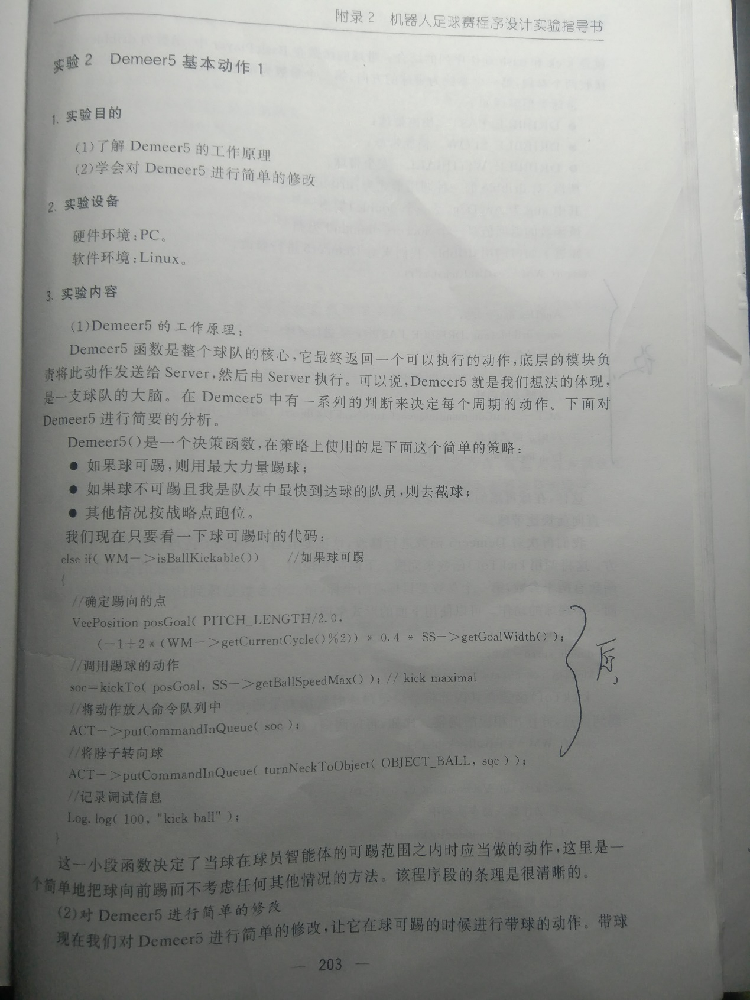 附录2 机器人足球赛程序设计实验指导书
实验2 Demeer5 基本动作1
1. 实验目的
(1)了解 Demeer5 的工作原理
(2)学会对 Demeer5 进行简单的修改
2. 实验设备
硬件环境:PC。
软件环境:Linux。
3. 实验内容
(1)Demeer5 的工作原理:
Demeer5 函数是整个球队的核心,它最终返回一个可以执行的动作,底层的模块负
责将此动作发送给 Server,然后由 Server 执行。可以说,Demeer5 就是我们想法的体现,
是一支球队的大脑。在 Demeer5 中有一系列的判断来决定每个周期的动作。下面对
Demeer5 进行简要的分析。
Demeer5()是一个决策函数,在策略上使用的是下面这个简单的策略:
● 如果球可踢,则用最大力量踢球;
● 如果球不可踢且我是队友中最快到达球的队员,则去截球;
● 其他情况按战略点跑位。
我们现在只要看一下球可踢时的代码:
else if( WM->isBallKickable()) //如果球可踢
{
//确定踢向的点
VecPosition posGoal( PITCH_LENGTH/2.0,
(-1+2*(WM->getCurrentCycle()%2)) * 0.4 * SS->getGoalWidth() );
//调用踢球的动作
soc=kickTo( posGoal, SS->getBallSpeedMax() ); // kick maximal
//将动作放入命令队列中
ACT->putCommandInQueue( soc );
//将脖子转向球
ACT->putCommandInQueue( turnNeckToObject( OBJECT_BALL, soc ) );
//记录调试信息
Log.log( 100, "kick ball" );
}
这一小段函数决定了当球在球员智能体的可踢范围之内时应当做的动作,这里是一
个简单地把球向前踢而不考虑任何其他情况的方法。该程序段的条理是很清晰的。
(2)对 Demeer5 进行简单的修改
现在我们对 Demeer5 进行简单的修改,让它在球可踢的时候进行带球的动作。带球
— 203 —